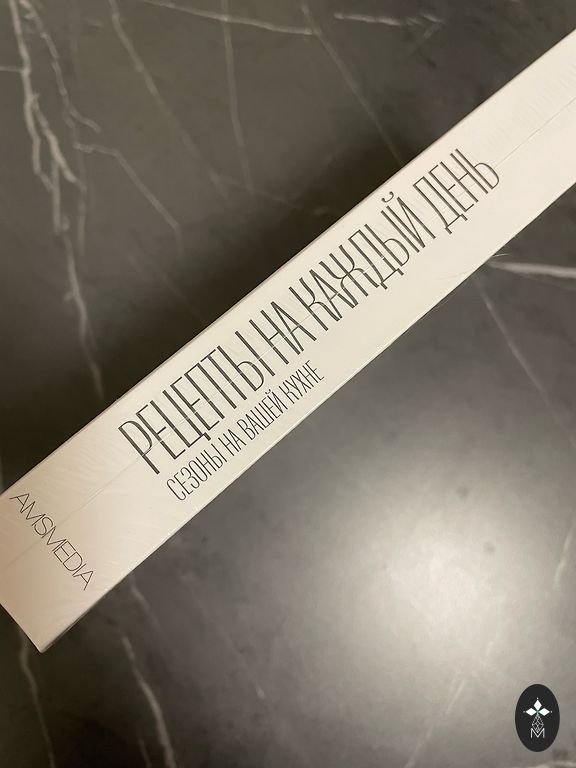 РЕЦЕПТЫ НА КАЖДЫЙ ДЕНЬ
СЕЗОНЫ НА ВАШЕЙ КУХНЕ
AMSMEDIA
M